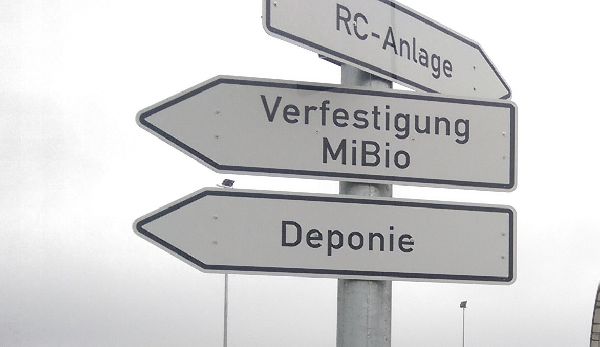 RC-Anlage
Verfestigung
MiBio
Deponie